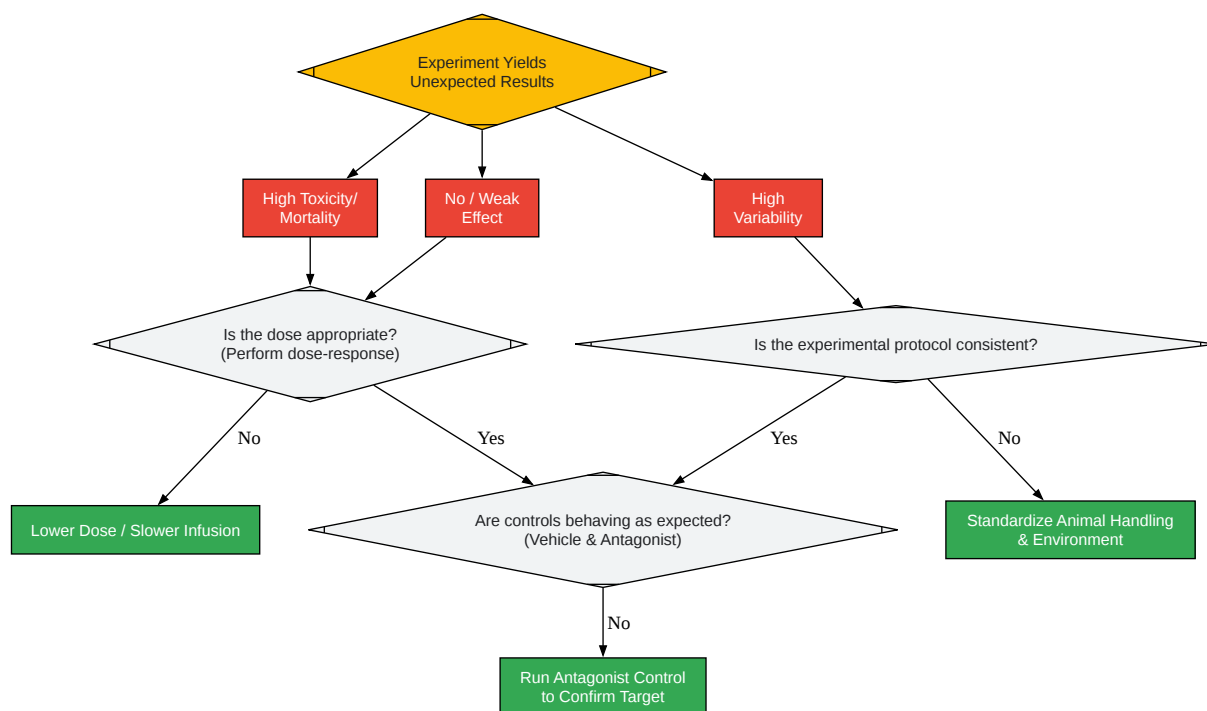 Experiment Yields
Unexpected Results
High Toxicity/
Mortality
No / Weak
Effect
High
Variability
Is the dose appropriate?
(Perform dose-response)
Is the experimental protocol consistent?
No
Yes
Yes
No
Lower Dose / Slower Infusion
Are controls behaving as expected?
(Vehicle & Antagonist)
Standardize Animal Handling
& Environment
No
Run Antagonist Control
to Confirm Target